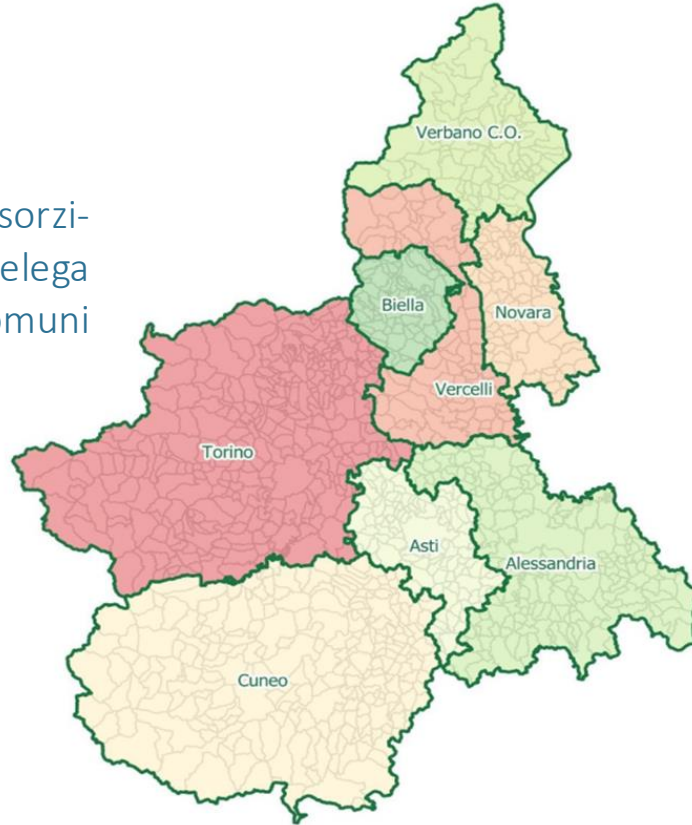 Verbano C.O.
sorzi-
elega
omuni
Biella
Novara
Vercelli
Torino
Asti
Alessandria
Cuneo